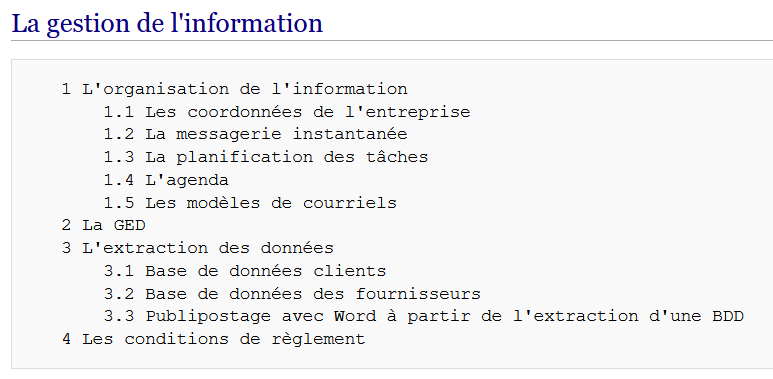 La gestion de l'information
1 L'organisation de l'information
1.1 Les coordonnées de l'entreprise
1.2 La messagerie instantanée
1.3 La planification des tâches
1.4 L'agenda
1.5 Les modèles de courriels
2 La GED
3 L'extraction des données
3.1 Base de données clients
3.2 Base de données des fournisseurs
3.3 Publipostage avec Word à partir de l'extraction d'une BDD
4 Les conditions de règlement